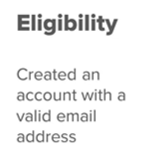 Eligibility
Created an
account with a
valid email
address